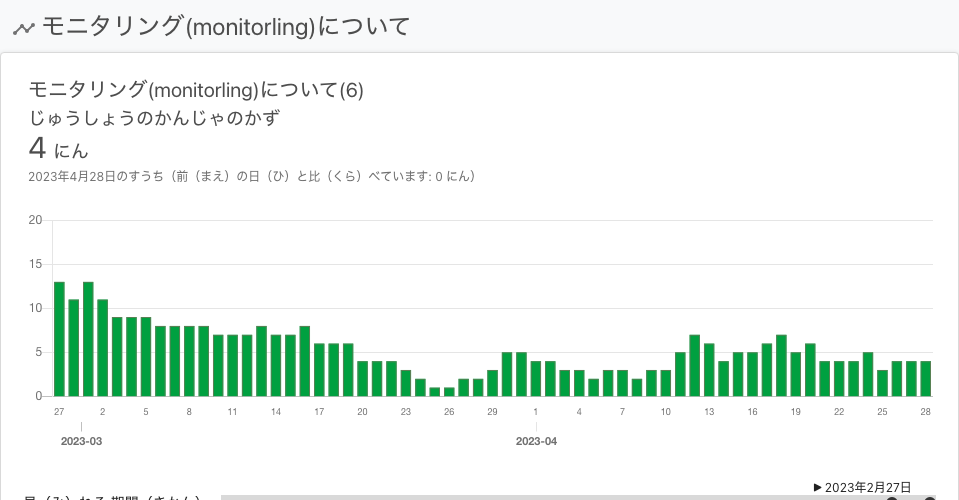 モニタリング(monitorling)について
モニタリング(monitorling)について(6)
じゅうしょうのかんじゃのかず
4 にん
2023年4月28日のすうち（前（まえ）の日（ひ）と比（くら）べています: 0 にん）
20
15
10
5
0
27 2 5 8 11 14 17 20 23 26 29 1 4 7 10 13 16 19 22 25 28
2023-03 2023-04
▶ 2023年2月27日